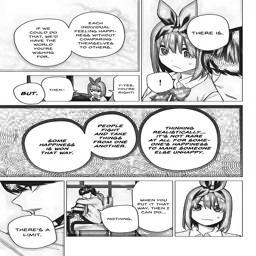 THERE IS.
EACH
INDIVIDUAL
FEELING HAPPI-
NESS WITHOUT
COMPARING
THEMSELVES
TO OTHERS.
IF WE
COULD DO
THAT, WE'D
HAVE THE
WORLD
YOU'RE
WISHING
FOR.
!
Y-YES,
YOU'RE
RIGHT!
THEN-
BUT.
THINKING
REALISTICALLY...
IT'S NOT RARE
AT ALL FOR SOME-
ONE'S HAPPINESS
TO MAKE SOMEONE
ELSE UNHAPPY.
PEOPLE
FIGHT AND
TAKE
THINGS
FROM ONE
ANOTHER.
SOME
HAPPINESS
IS WON
THAT WAY.
WHEN YOU
PUT IT THAT
WAY, THEN I
CAN DO...
NOTHING.
THERE'S A
LIMIT.